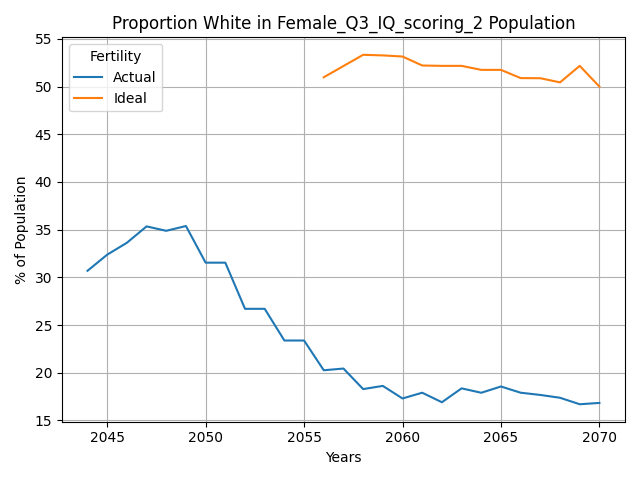 Proportion White in Female_Q3_IQ_scoring_2 Population
Fertility
Actual
Ideal
55
50
45
40
35
30
25
20
15
% of Population
2045
2050
2055
2060
2065
2070
Years